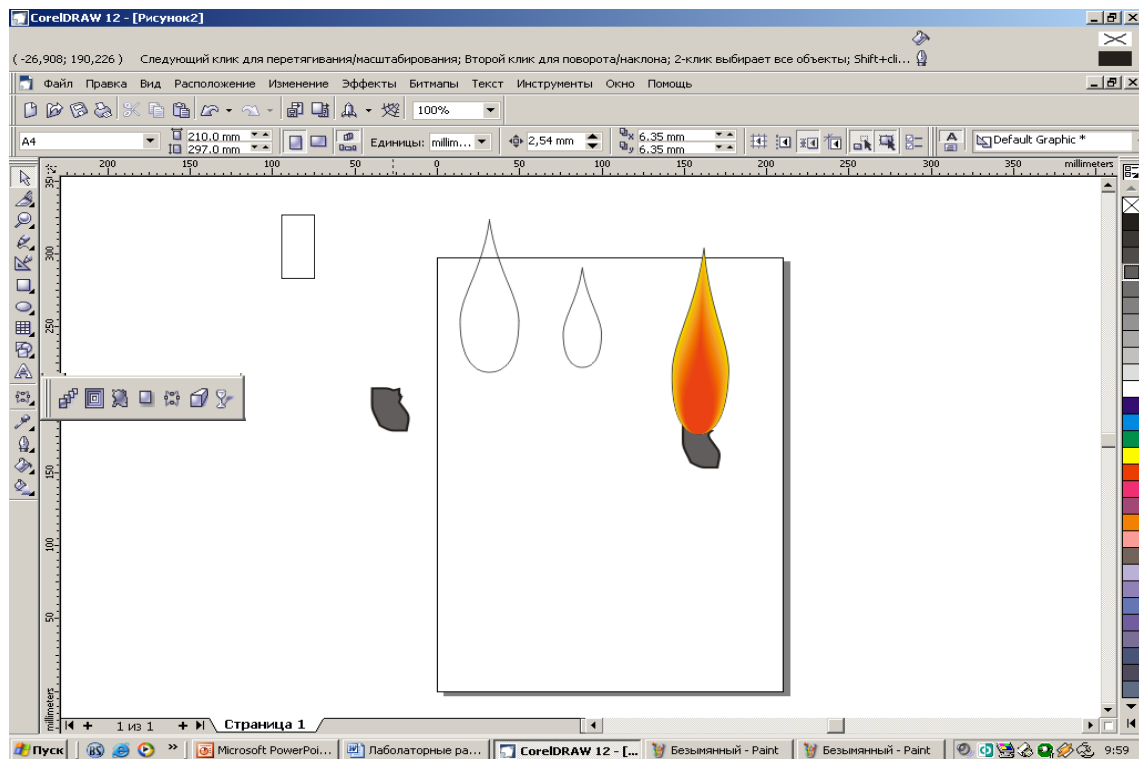 CorelDRAW 12 - [Рисунок2]
( -26,908; 190,226 ) Следующий клик для перетягивания/масштабирования; Второй клик для поворота/наклона; 2-клик выбирает все объекты; Shift+cli...
Файл Правка Вид Расположение Изменение Эффекты Битмапы Текст Инструменты Окно Помощь
100%
A4 210,0 mm 297,0 mm Единицы: millim... 2,54 mm x 6.35 mm y 6.35 mm Default Graphic *
200 150 100 50 0 50 100 150 200 50 300 350 millimeters
350
300
250
150
100
50
millimeters
1 из 1 Страница 1
Пуск » Microsoft PowerPoi... Лаболаторные ра... CorelDRAW 12 - [... Безымянный - Paint Безымянный - Paint 9:59